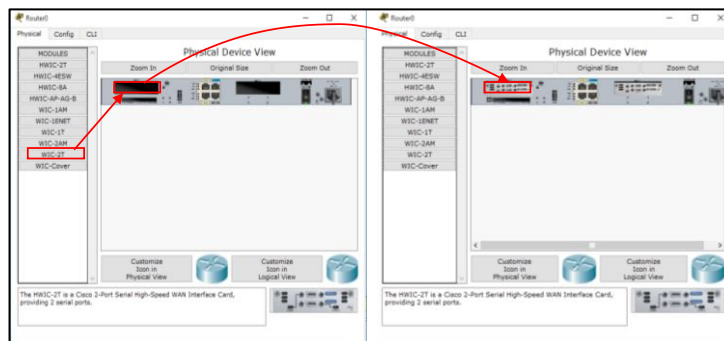 Router0
Physical Config CLI
MODULES
HWIC-2T
HWIC-4ESW
HWIC-8A
HWIC-AP-AG-B
WIC-1AM
WIC-1ENET
WIC-1T
WIC-2AM
WIC-2T
WIC-Cover
Physical Device View
Zoom In Original Size Zoom Out
Customize
Icon in
Physical View
Customize
Icon in
Logical View
The HWIC-2T is a Cisco 2-Port Serial High-Speed WAN Interface Card,
providing 2 serial ports.
Router0
Physical Config CLI
MODULES
HWIC-2T
HWIC-4ESW
HWIC-8A
HWIC-AP-AG-B
WIC-1AM
WIC-1ENET
WIC-1T
WIC-2AM
WIC-2T
WIC-Cover
Physical Device View
Zoom In Original Size Zoom Out
Customize
Icon in
Physical View
Customize
Icon in
Logical View
The HWIC-2T is a Cisco 2-Port Serial High-Speed WAN Interface Card,
providing 2 serial ports.